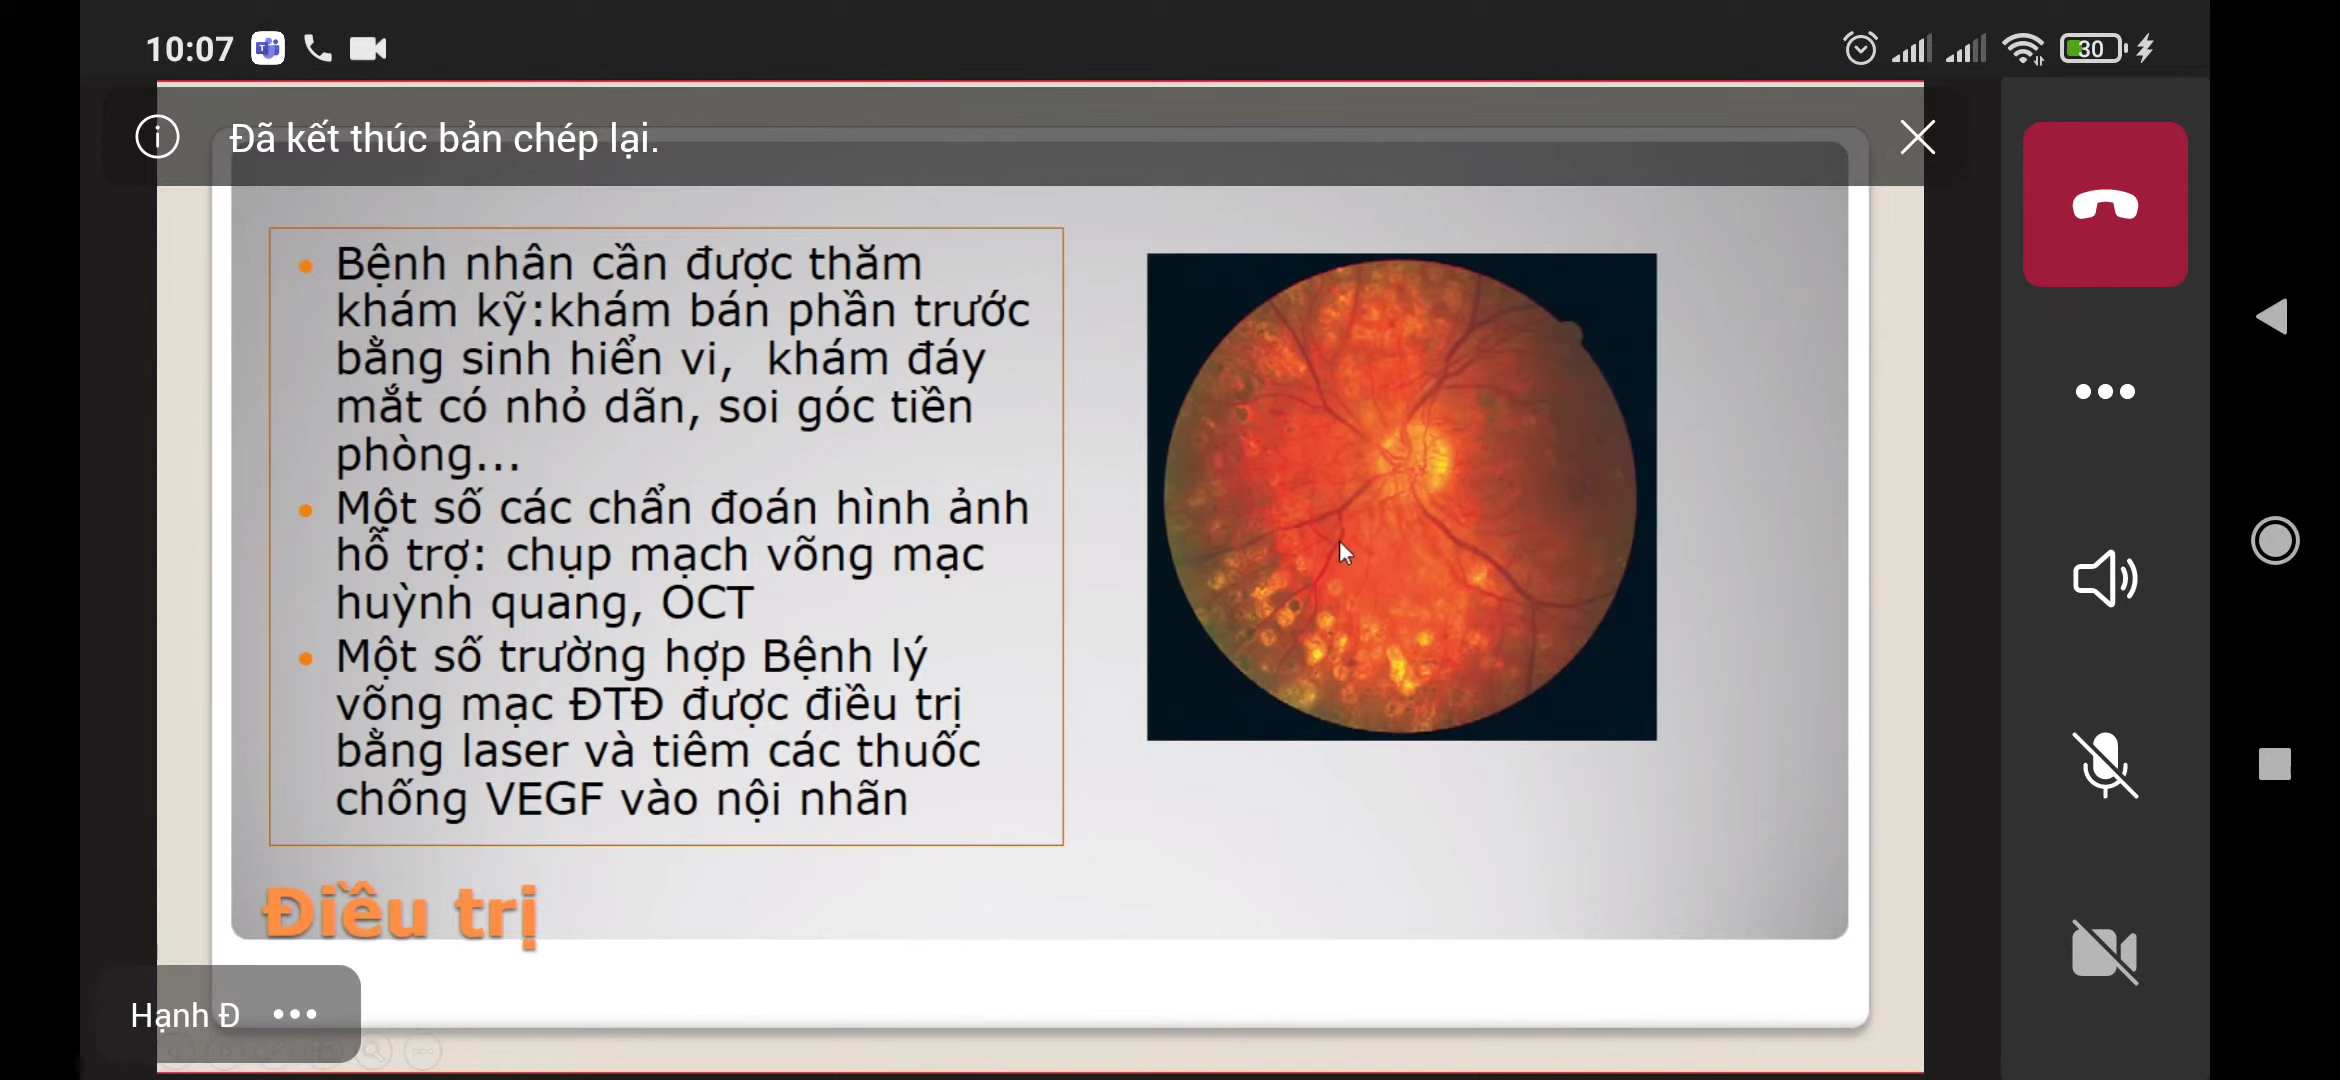 10:07
30
Đã kết thúc bản chép lại.
Bệnh nhân cần được thăm
khám kỹ:khám bán phần trước
bằng sinh hiển vi, khám đáy
mắt có nhỏ dãn, soi góc tiền
phòng...
Một số các chẩn đoán hình ảnh
hỗ trợ: chụp mạch võng mạc
huỳnh quang, OCT
Một số trường hợp Bệnh lý
võng mạc ĐTĐ được điều trị
bằng laser và tiêm các thuốc
chống VEGF vào nội nhãn
Điều trị
Hạnh Đ